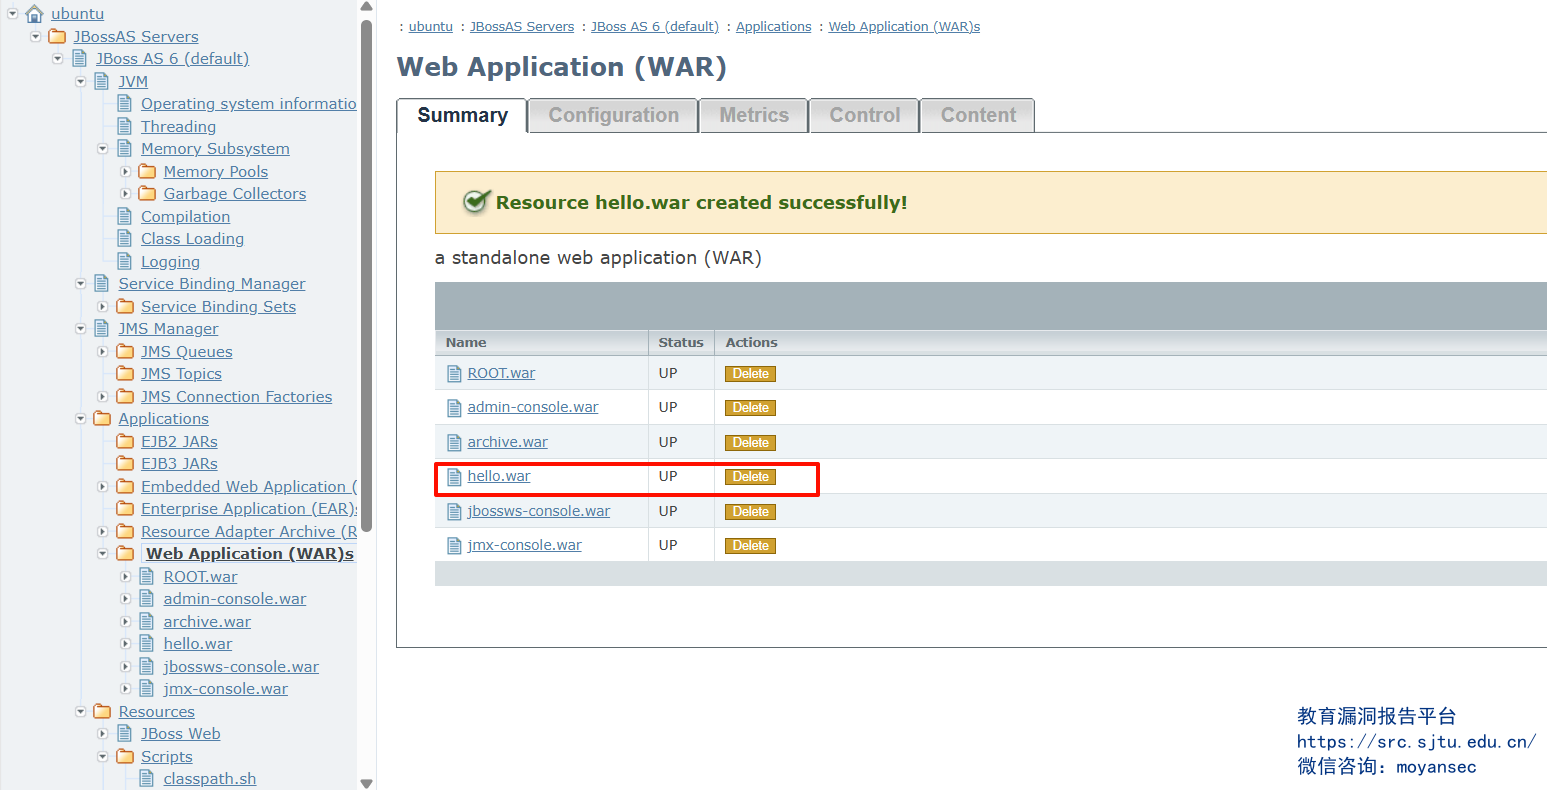 ubuntu
JBossAS Servers
JBoss AS 6 (default)
JVM
Operating system informatio
Threading
Memory Subsystem
Memory Pools
Garbage Collectors
Compilation
Class Loading
Logging
Service Binding Manager
Service Binding Sets
JMS Manager
JMS Queues
JMS Topics
JMS Connection Factories
Applications
EJB2 JARs
EJB3 JARs
Embedded Web Application (
Enterprise Application (EAR)s
Resource Adapter Archive (R
Web Application (WAR)s
ROOT.war
admin-console.war
archive.war
hello.war
jbossws-console.war
jmx-console.war
Resources
JBoss Web
Scripts
classpath.sh
: ubuntu : JBossAS Servers : JBoss AS 6 (default) : Applications : Web Application (WAR)s
Web Application (WAR)
Summary Configuration Metrics Control Content
Resource hello.war created successfully!
a standalone web application (WAR)
Name Status Actions
ROOT.war UP Delete
admin-console.war UP Delete
archive.war UP Delete
hello.war UP Delete
jbossws-console.war UP Delete
jmx-console.war UP Delete
教育漏洞报告平台
https://src.sjtu.edu.cn/
微信咨询：moyansec